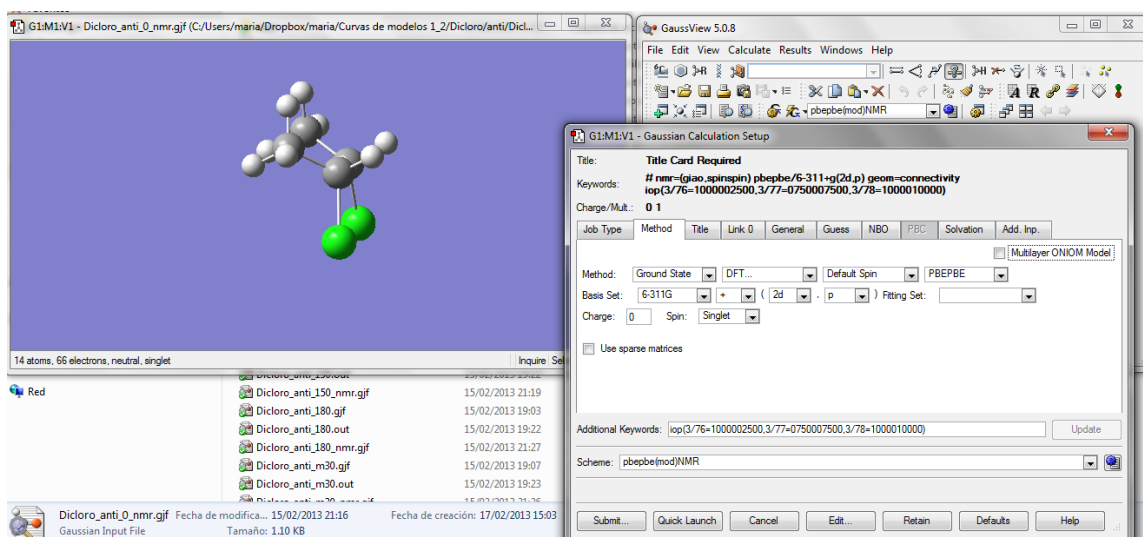 G1:M1:V1 - Dicloro_anti_0_nmr.gjf (C:/Users/maria/Dropbox/maria/Curvas de modelos 1_2/Dicloro/anti/Dicl...
14 atoms, 66 electrons, neutral, singlet
Inquire
GaussView 5.0.8
File Edit View Calculate Results Windows Help
pbepbe(mod)NMR
G1:M1:V1 - Gaussian Calculation Setup
Title: Title Card Required
Keywords: # nmr=(giao,spinspin) pbepbe/6-311+g(2d,p) geom=connectivity
iop(3/76=1000002500,3/77=0750007500,3/78=1000010000)
Charge/Mult.: 0 1
Job Type Method Title Link 0 General Guess NBO PBC Solvation Add. Inp.
Multilayer ONIOM Model
Method: Ground State DFT... Default Spin PBEPBE
Basis Set: 6-311G + ( 2d , p ) Fitting Set:
Charge: 0 Spin: Singlet
Use sparse matrices
Additional Keywords: iop(3/76=1000002500,3/77=0750007500,3/78=1000010000) Update
Scheme: pbepbe(mod)NMR
Submit... Quick Launch Cancel Edit... Retain Defaults Help
Red
Dicloro_anti_150_nmr.gjf 15/02/2013 21:19
Dicloro_anti_180.gjf 15/02/2013 19:03
Dicloro_anti_180.out 15/02/2013 19:22
Dicloro_anti_180_nmr.gjf 15/02/2013 21:27
Dicloro_anti_m30.gjf 15/02/2013 19:07
Dicloro_anti_m30.out 15/02/2013 19:23
Dicloro_anti_0_nmr.gjf Fecha de modifica... 15/02/2013 21:16 Fecha de creación: 17/02/2013 15:03
Gaussian Input File Tamaño: 1.10 KB